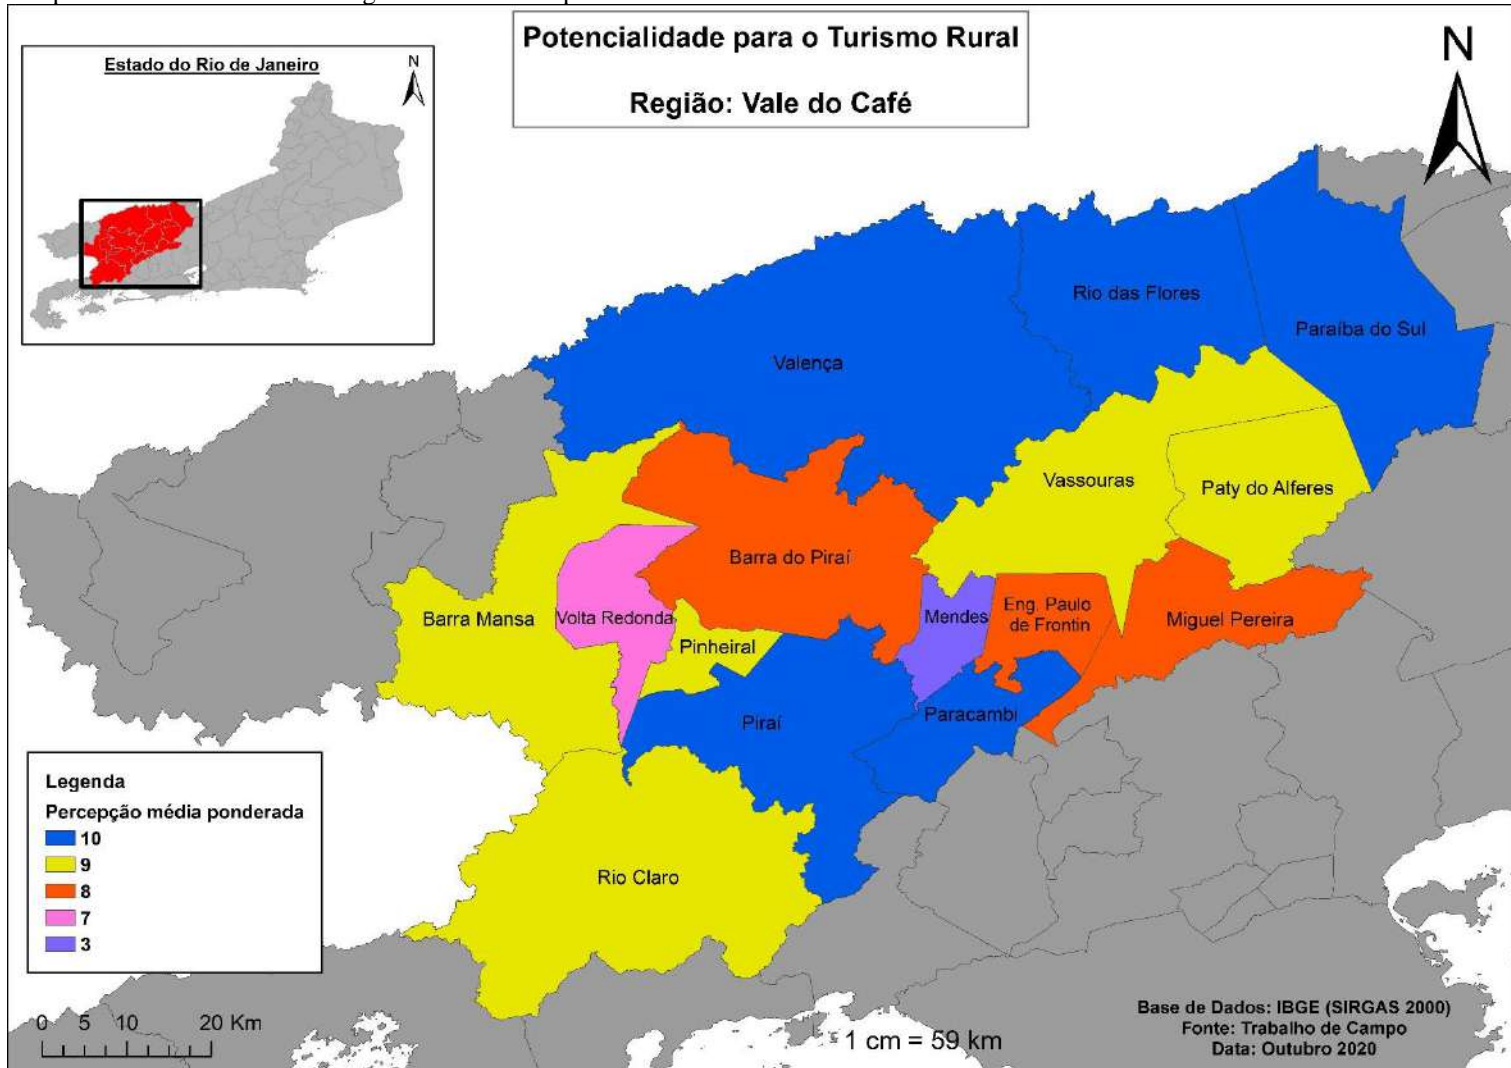 Potencialidade para o Turismo Rural
Região: Vale do Café
Estado do Rio de Janeiro
N
N
Rio das Flores
Paraíba do Sul
Valença
Vassouras
Paty do Alferes
Barra do Piraí
Barra Mansa
Volta Redonda
Pinheiral
Mendes
Eng. Paulo
de Frontin
Miguel Pereira
Piraí
Paracambi
Rio Claro
Legenda
Percepção média ponderada
10
9
8
7
3
0 5 10 20 Km
1 cm = 59 km
Base de Dados: IBGE (SIRGAS 2000)
Fonte: Trabalho de Campo
Data: Outubro 2020